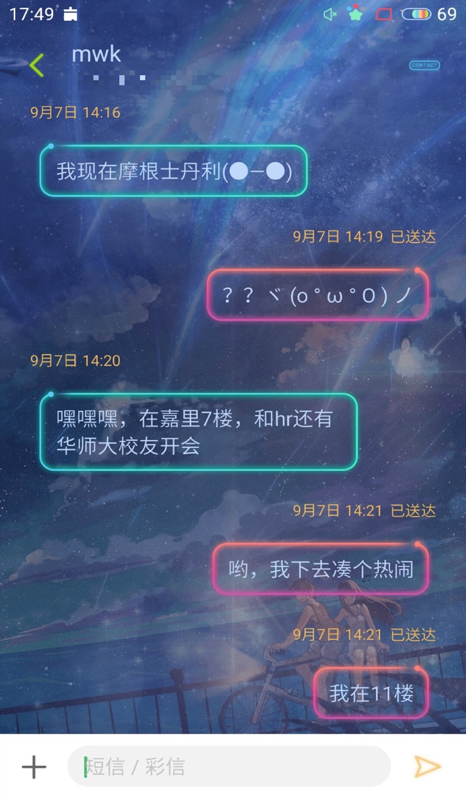 17:49
69
mwk
CONTACT
9月7日 14:16
我现在摩根士丹利(●—●)
9月7日 14:19 已送达
？？ヾ(o ° ω ° O ) ノ
9月7日 14:20
嘿嘿嘿，在嘉里7楼，和hr还有
华师大校友开会
9月7日 14:21 已送达
哟，我下去凑个热闹
9月7日 14:21 已送达
我在11楼
短信 / 彩信